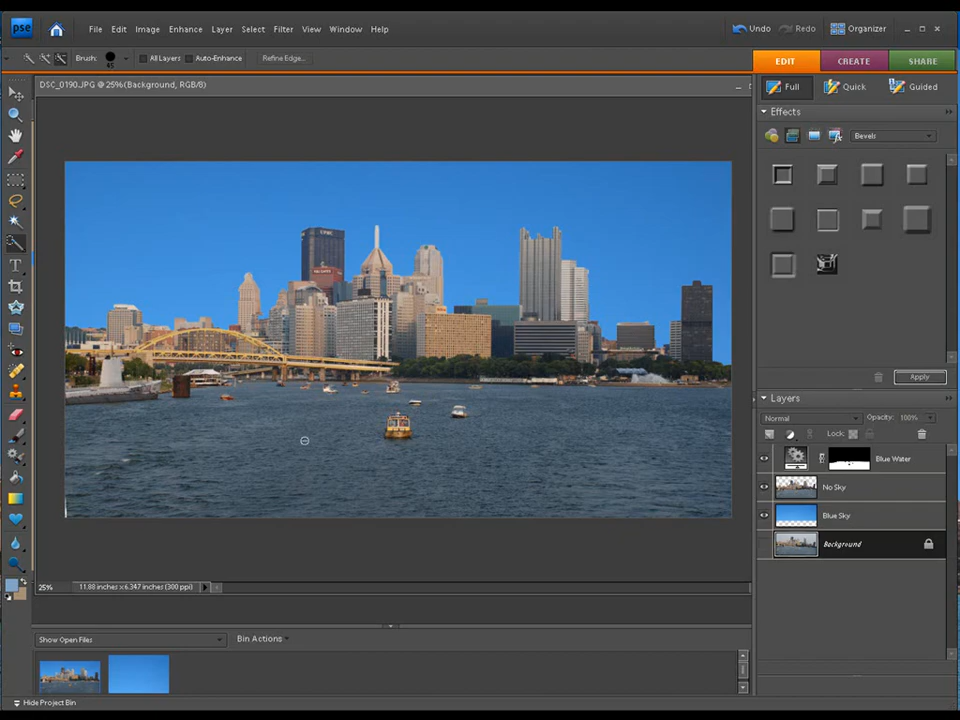 pse File Edit Image Enhance Layer Select Filter View Window Help Undo Redo Organizer
Brush: 45 All Layers Auto-Enhance Refine Edge... EDIT CREATE SHARE
DSC_0190.JPG @ 25%(Background, RGB/8)
Full Quick Guided
Effects
Bevels
Apply
Layers
Normal Opacity: 100%
Lock:
Blue Water
No Sky
Blue Sky
Background
25% 11.88 inches x 6.347 inches (300 ppi)
Show Open Files Bin Actions
Hide Project Bin